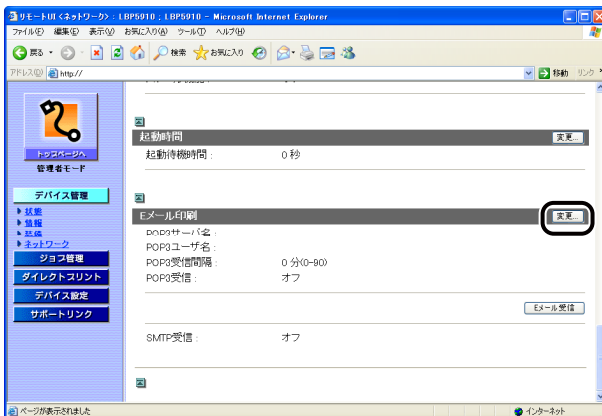 リモートUI <ネットワーク> : LBP5910 ; LBP5910 - Microsoft Internet Explorer
ファイル(F) 編集(E) 表示(V) お気に入り(A) ツール(T) ヘルプ(H)
戻る 検索 お気に入り
アドレス(D) http:// 移動 リンク
トップページへ
管理者モード
デバイス管理
状態
情報
装備
ネットワーク
ジョブ管理
ダイレクトプリント
デバイス設定
サポートリンク
起動時間 変更...
起動待機時間 : 0 秒
Eメール印刷 変更...
POP3サーバ名 :
POP3ユーザ名 :
POP3受信間隔 : 0 分(0-90)
POP3受信 : オフ
Eメール受信
SMTP受信 : オフ
ページが表示されました インターネット